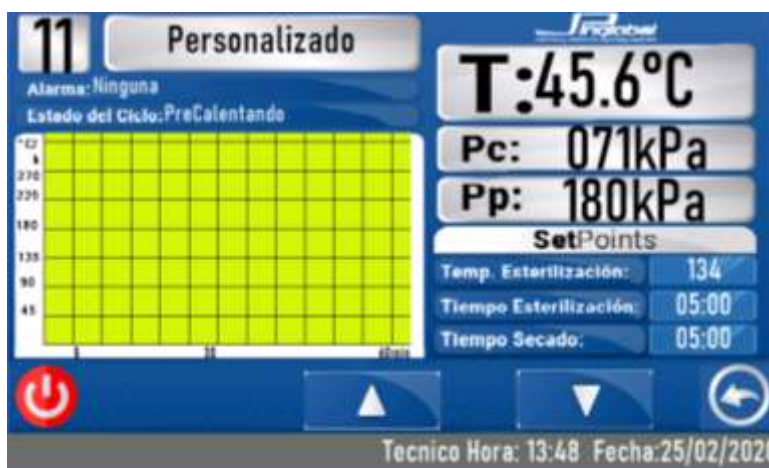 11 Personalizado
Alarma: Ninguna
Estado del Ciclo: PreCalentando
T:45.6°C
Pc: 071kPa
Pp: 180kPa
SetPoints
Temp. Esterilización: 134
Tiempo Esterilización: 05:00
Tiempo Secado: 05:00
270
225
180
135
90
45
Tecnico Hora: 13:48 Fecha:25/02/2020